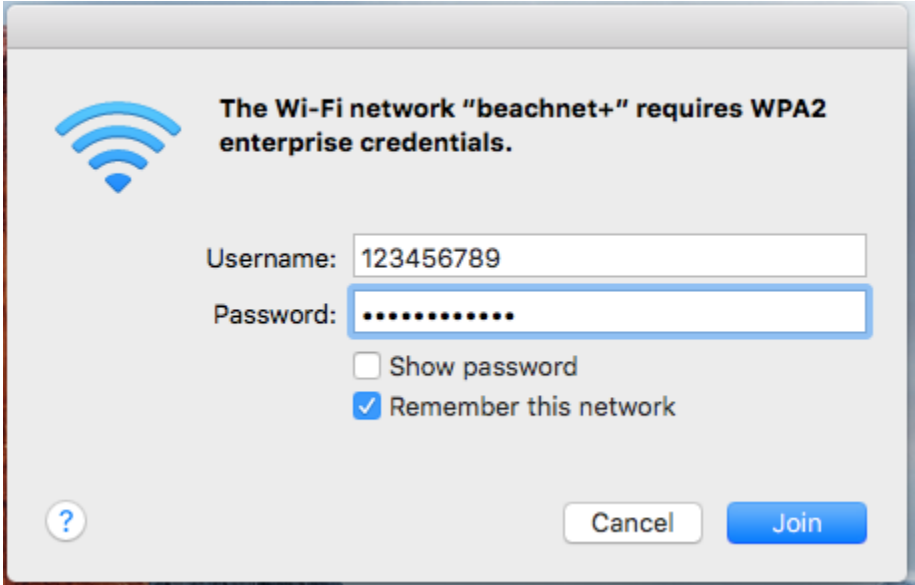 The Wi-Fi network “beachnet+” requires WPA2
enterprise credentials.
Username: 123456789
Password: ••••••••••••
Show password
Remember this network
? Cancel Join